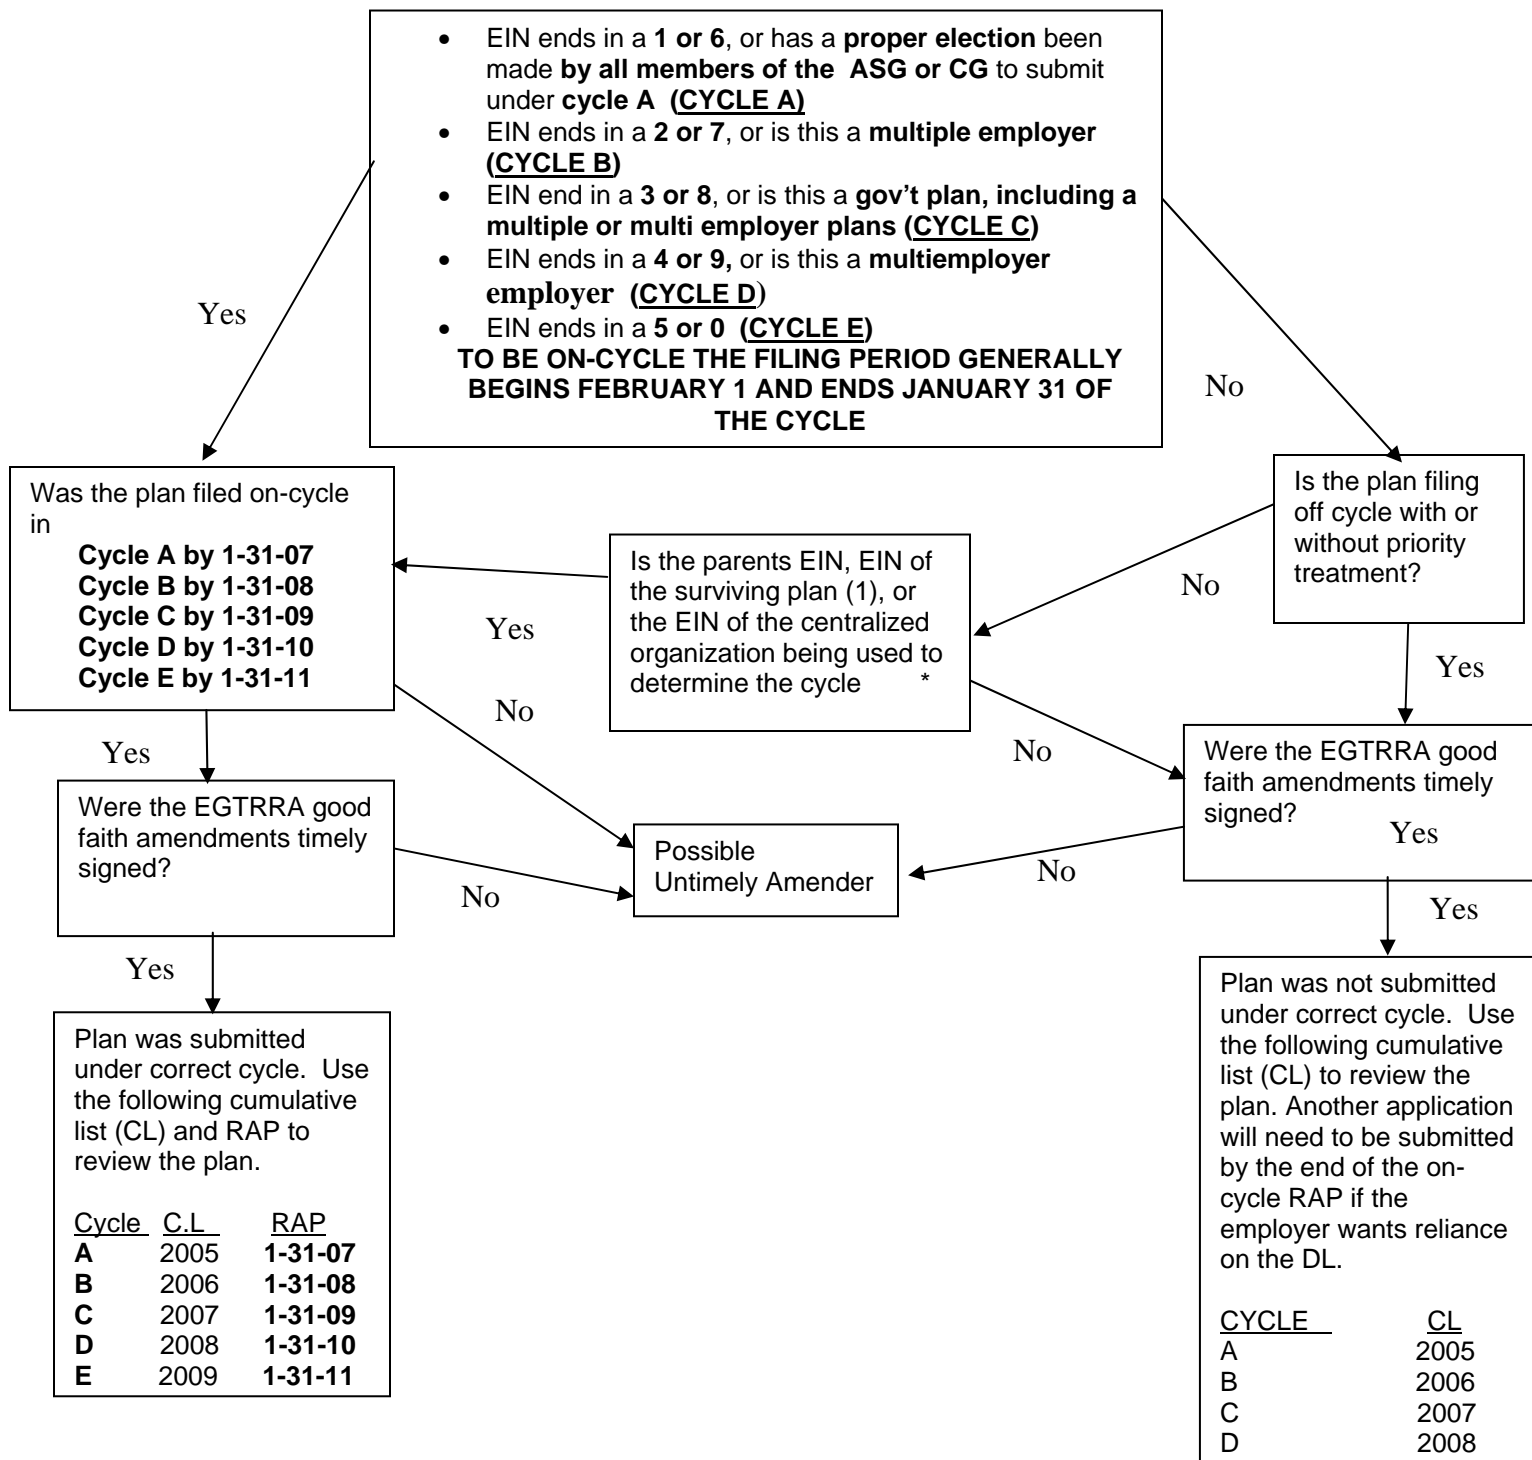 • EIN ends in a 1 or 6, or has a proper election been
made by all members of the ASG or CG to submit
under cycle A (CYCLE A)
• EIN ends in a 2 or 7, or is this a multiple employer
(CYCLE B)
• EIN end in a 3 or 8, or is this a gov't plan, including a
multiple or multi employer plans (CYCLE C)
• EIN ends in a 4 or 9, or is this a multiemployer
employer (CYCLE D)
• EIN ends in a 5 or 0 (CYCLE E)
TO BE ON-CYCLE THE FILING PERIOD GENERALLY
BEGINS FEBRUARY 1 AND ENDS JANUARY 31 OF
THE CYCLE
Yes
No
Was the plan filed on-cycle
in
Cycle A by 1-31-07
Cycle B by 1-31-08
Cycle C by 1-31-09
Cycle D by 1-31-10
Cycle E by 1-31-11
Yes
Is the parents EIN, EIN of
the surviving plan (1), or
the EIN of the centralized
organization being used to
determine the cycle *
No
Is the plan filing
off cycle with or
without priority
treatment?
Yes
No
No
Yes
Were the EGTRRA good
faith amendments timely
signed?
No
Possible
Untimely Amender
No
Were the EGTRRA good
faith amendments timely
signed?
Yes
Yes
Yes
Plan was submitted
under correct cycle. Use
the following cumulative
list (CL) and RAP to
review the plan.
Cycle C.L RAP
A 2005 1-31-07
B 2006 1-31-08
C 2007 1-31-09
D 2008 1-31-10
E 2009 1-31-11
Plan was not submitted
under correct cycle. Use
the following cumulative
list (CL) to review the
plan. Another application
will need to be submitted
by the end of the on-
cycle RAP if the
employer wants reliance
on the DL.
CYCLE CL
A 2005
B 2006
C 2007
D 2008